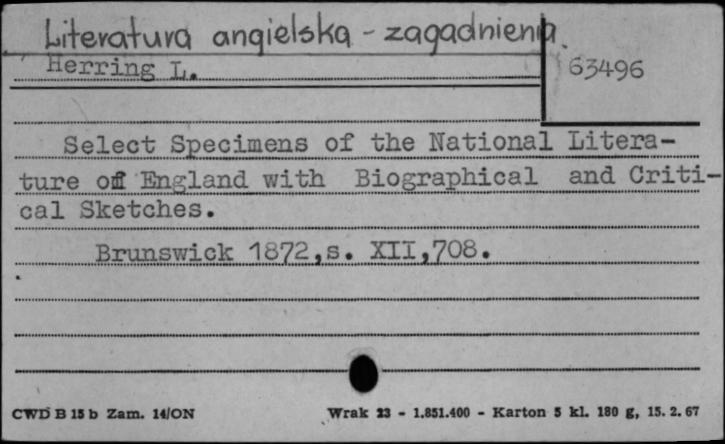 Literatura angielska - zagadnienia.
Herring L.
63496
Select Specimens of the National Litera-
ture of England with Biographical and Criti-
cal Sketches.
Brunswick 1872,s. XII,708.
CWD B 15 b Zam. 14/ON
Wrak 23 - 1.851.400 - Karton 5 kl. 180 g, 15. 2. 67